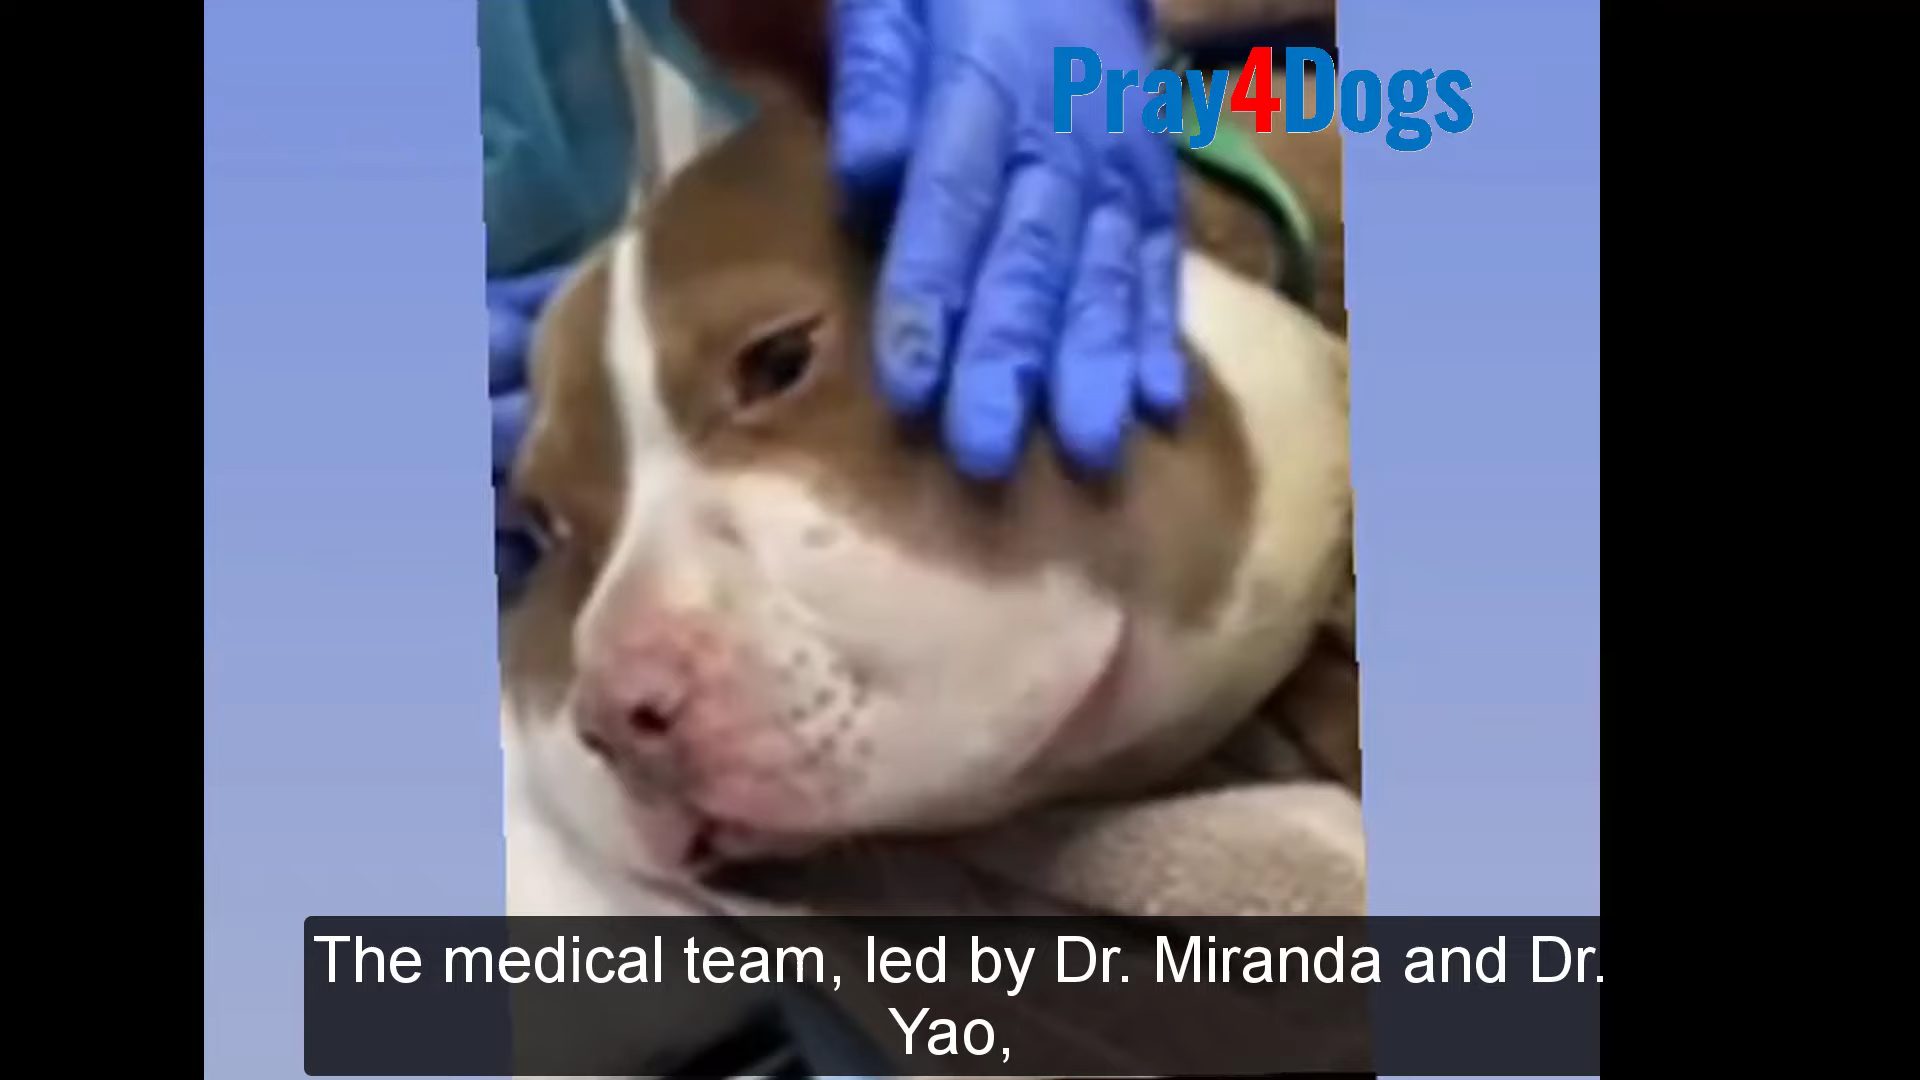 Pray4Dogs
The medical team, led by Dr. Miranda and Dr.
Yao,